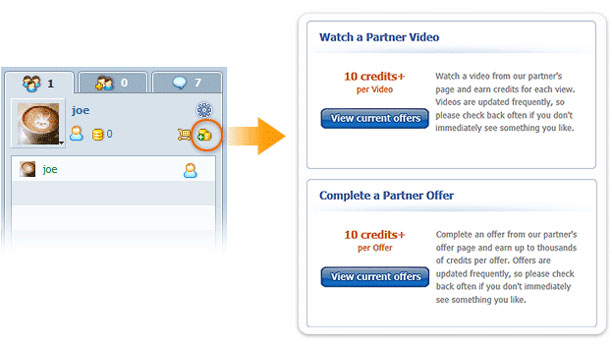 1
0
7
joe
0
joe
Watch a Partner Video
10 credits+
per Video
View current offers
Watch a video from our partner's
page and earn credits for each view.
Videos are updated frequently, so
please check back often if you don't
immediately see something you like.
Complete a Partner Offer
10 credits+
per Offer
View current offers
Complete an offer from our partner's
offer page and earn up to thousands
of credits per offer. Offers are
updated frequently, so please check
back often if you don't immediately
see something you like.